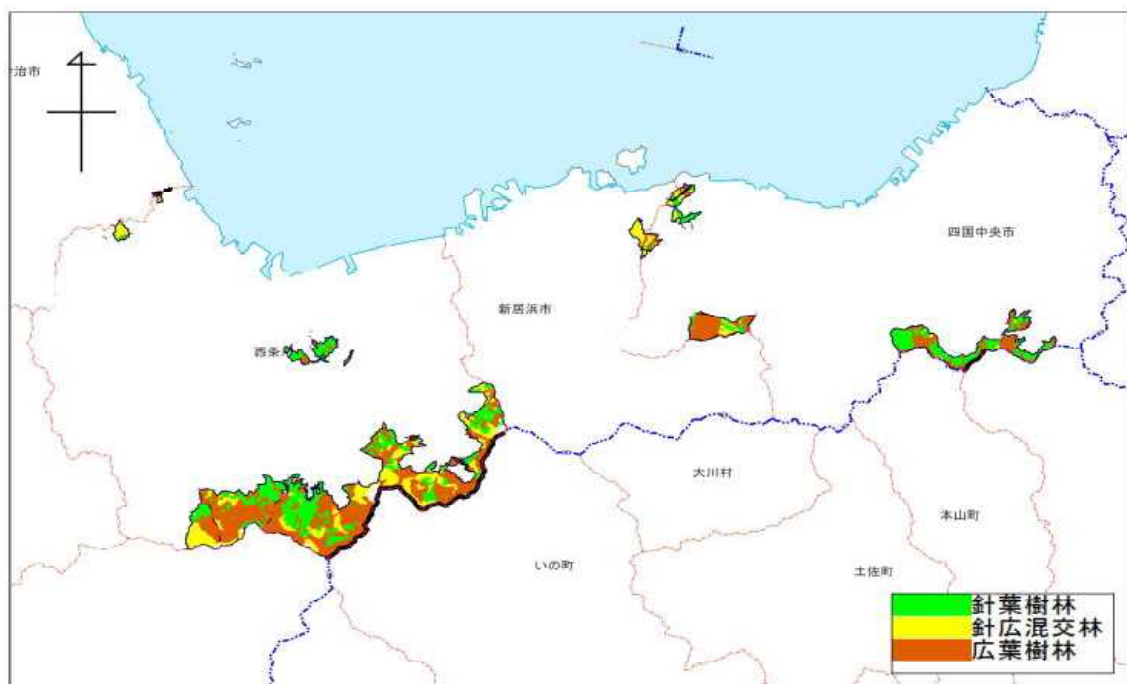 治市
四国中央市
新居浜市
西条
大川村
本山町
いの町
土佐町
針葉樹林
針広混交林
広葉樹林